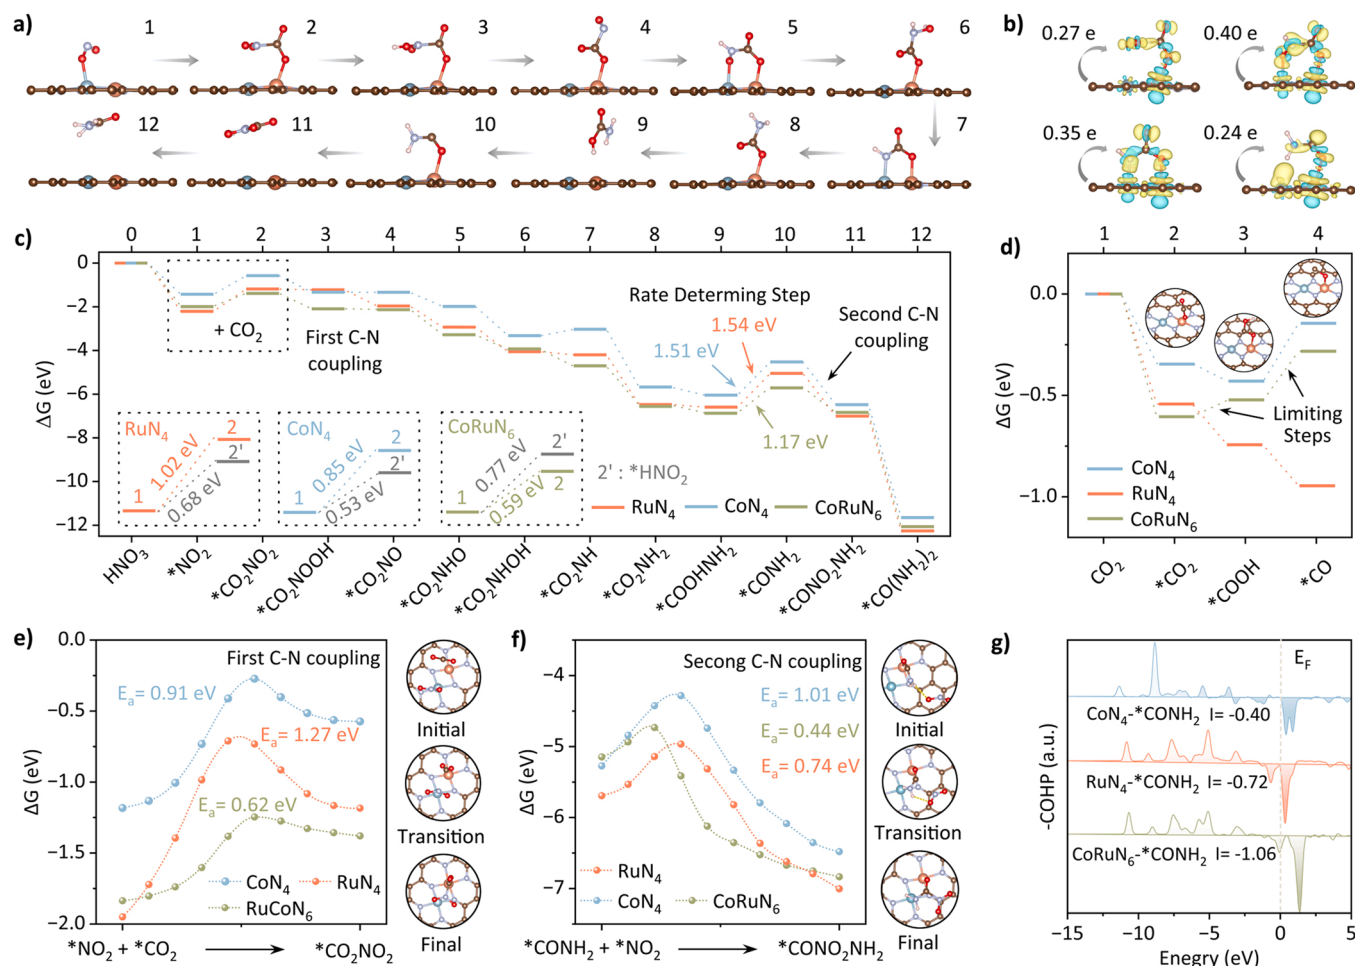 a)
1
2
3
4
5
6
12
11
10
9
8
7
b)
0.27 e
0.40 e
0.35 e
0.24 e
c)
0 1 2 3 4 5 6 7 8 9 10 11 12
0
−2
−4
−6
−8
−10
−12
ΔG (eV)
+ CO₂
First C-N
coupling
Rate Determing Step
1.51 eV
1.54 eV
1.17 eV
Second C-N
coupling
RuN₄
1
1.02 eV
0.68 eV
2
2'
CoN₄
1
0.85 eV
0.53 eV
2
2'
CoRuN₆
1
0.77 eV
0.59 eV
2'
2
2' : *HNO₂
RuN₄
CoN₄
CoRuN₆
HNO₃
*NO₂
*CO₂NO₂
*CO₂NOOH
*CO₂NO
*CO₂NHO
*CO₂NHOH
*CO₂NH
*CO₂NH₂
*COOHNH₂
*CONH₂
*CONO₂NH₂
*CO(NH₂)₂
d)
1 2 3 4
0.0
−0.5
−1.0
ΔG (eV)
Limiting
Steps
CoN₄
RuN₄
CoRuN₆
CO₂
*CO₂
*COOH
*CO
e)
0.0
−0.5
−1.0
−1.5
−2.0
ΔG (eV)
First C-N coupling
Eₐ= 0.91 eV
Eₐ= 1.27 eV
Eₐ= 0.62 eV
CoN₄
RuN₄
RuCoN₆
*NO₂ + *CO₂
*CO₂NO₂
Initial
Transition
Final
f)
−4
−5
−6
−7
ΔG (eV)
Secong C-N coupling
Eₐ= 1.01 eV
Eₐ= 0.44 eV
Eₐ= 0.74 eV
RuN₄
CoN₄
CoRuN₆
*CONH₂ + *NO₂
*CONO₂NH₂
Initial
Transition
Final
g)
E_F
-COHP (a.u.)
CoN₄-*CONH₂ I= -0.40
RuN₄-*CONH₂ I= -0.72
CoRuN₆-*CONH₂ I= -1.06
−15 −10 −5 0 5
Enegry (eV)